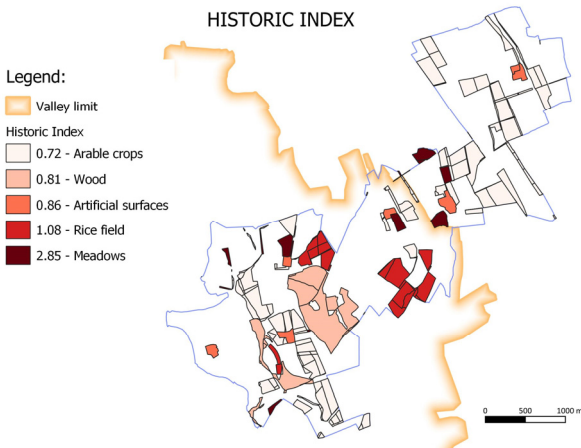 HISTORIC INDEX
Legend:
Valley limit
Historic Index
0.72 - Arable crops
0.81 - Wood
0.86 - Artificial surfaces
1.08 - Rice field
2.85 - Meadows
0 500 1000 m